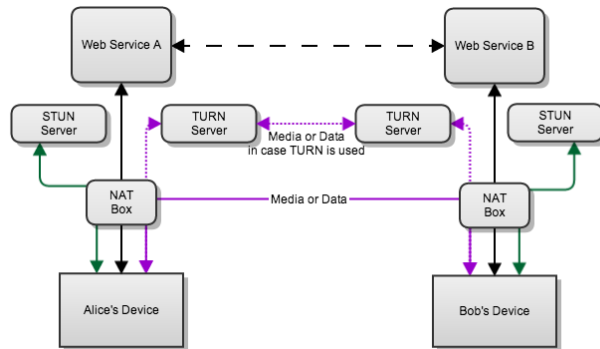 Web Service A
Web Service B
STUN
Server
TURN
Server
TURN
Server
STUN
Server
Media or Data
in case TURN is used
NAT
Box
Media or Data
NAT
Box
Alice's Device
Bob's Device